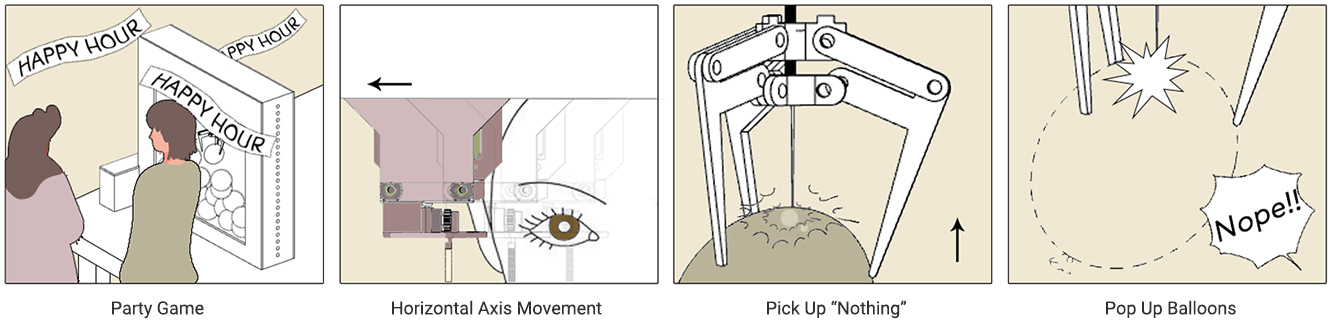 HAPPY HOUR
PPY HOUR
HAPPY HOUR
Nope!!
Party Game
Horizontal Axis Movement
Pick Up “Nothing”
Pop Up Balloons